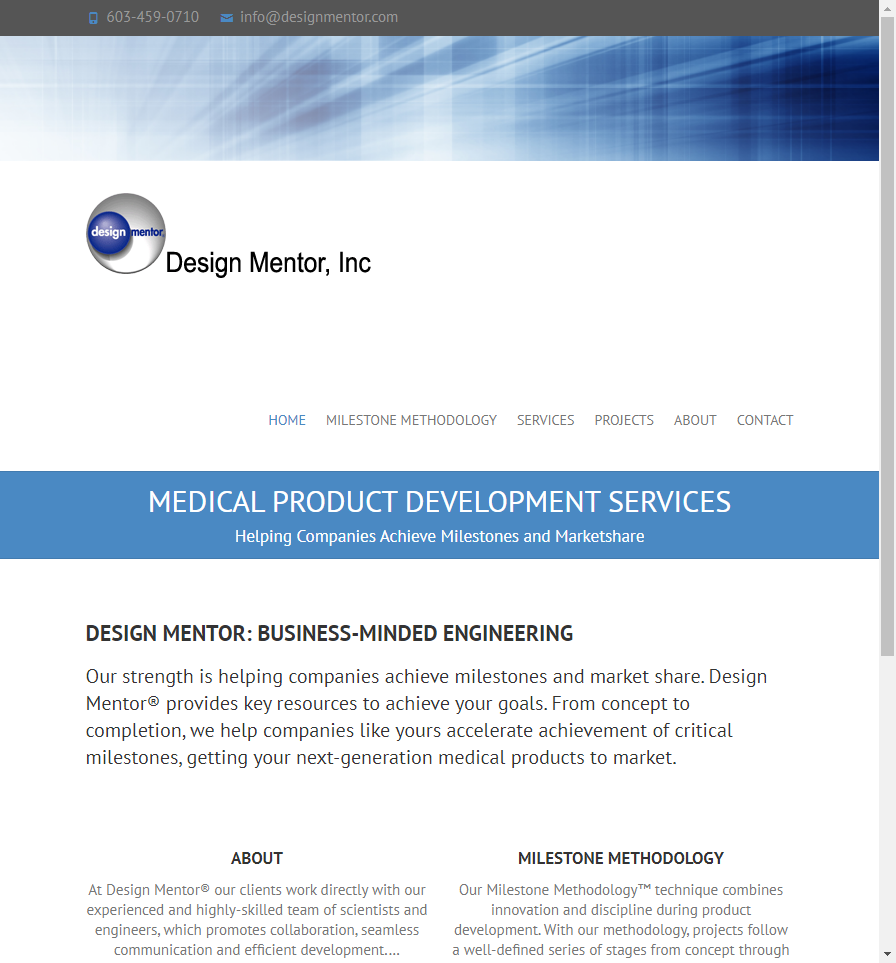 603-459-0710 info@designmentor.com
design mentor
Design Mentor, Inc
HOME MILESTONE METHODOLOGY SERVICES PROJECTS ABOUT CONTACT
MEDICAL PRODUCT DEVELOPMENT SERVICES
Helping Companies Achieve Milestones and Marketshare
DESIGN MENTOR: BUSINESS-MINDED ENGINEERING
Our strength is helping companies achieve milestones and market share. Design
Mentor® provides key resources to achieve your goals. From concept to
completion, we help companies like yours accelerate achievement of critical
milestones, getting your next-generation medical products to market.
ABOUT
At Design Mentor® our clients work directly with our
experienced and highly-skilled team of scientists and
engineers, which promotes collaboration, seamless
communication and efficient development....
MILESTONE METHODOLOGY
Our Milestone Methodology™ technique combines
innovation and discipline during product
development. With our methodology, projects follow
a well-defined series of stages from concept through